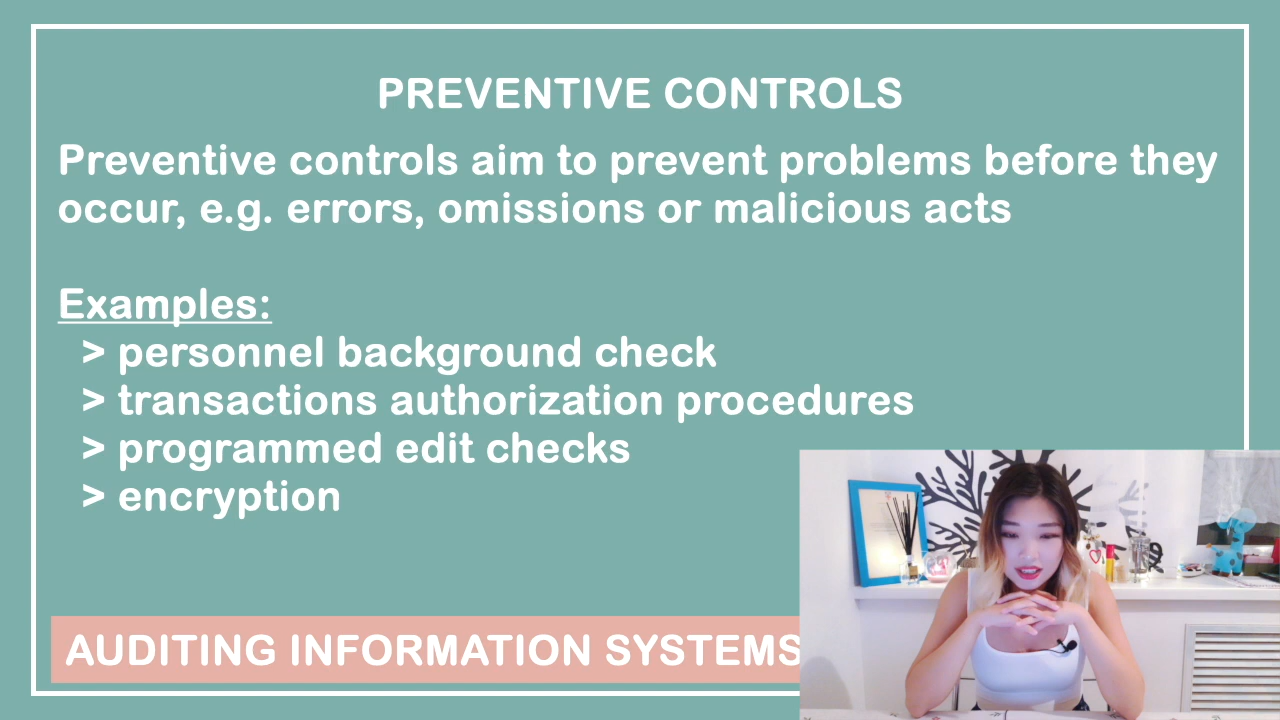 PREVENTIVE CONTROLS
Preventive controls aim to prevent problems before they
occur, e.g. errors, omissions or malicious acts
Examples:
> personnel background check
> transactions authorization procedures
> programmed edit checks
> encryption
AUDITING INFORMATION SYSTEMS